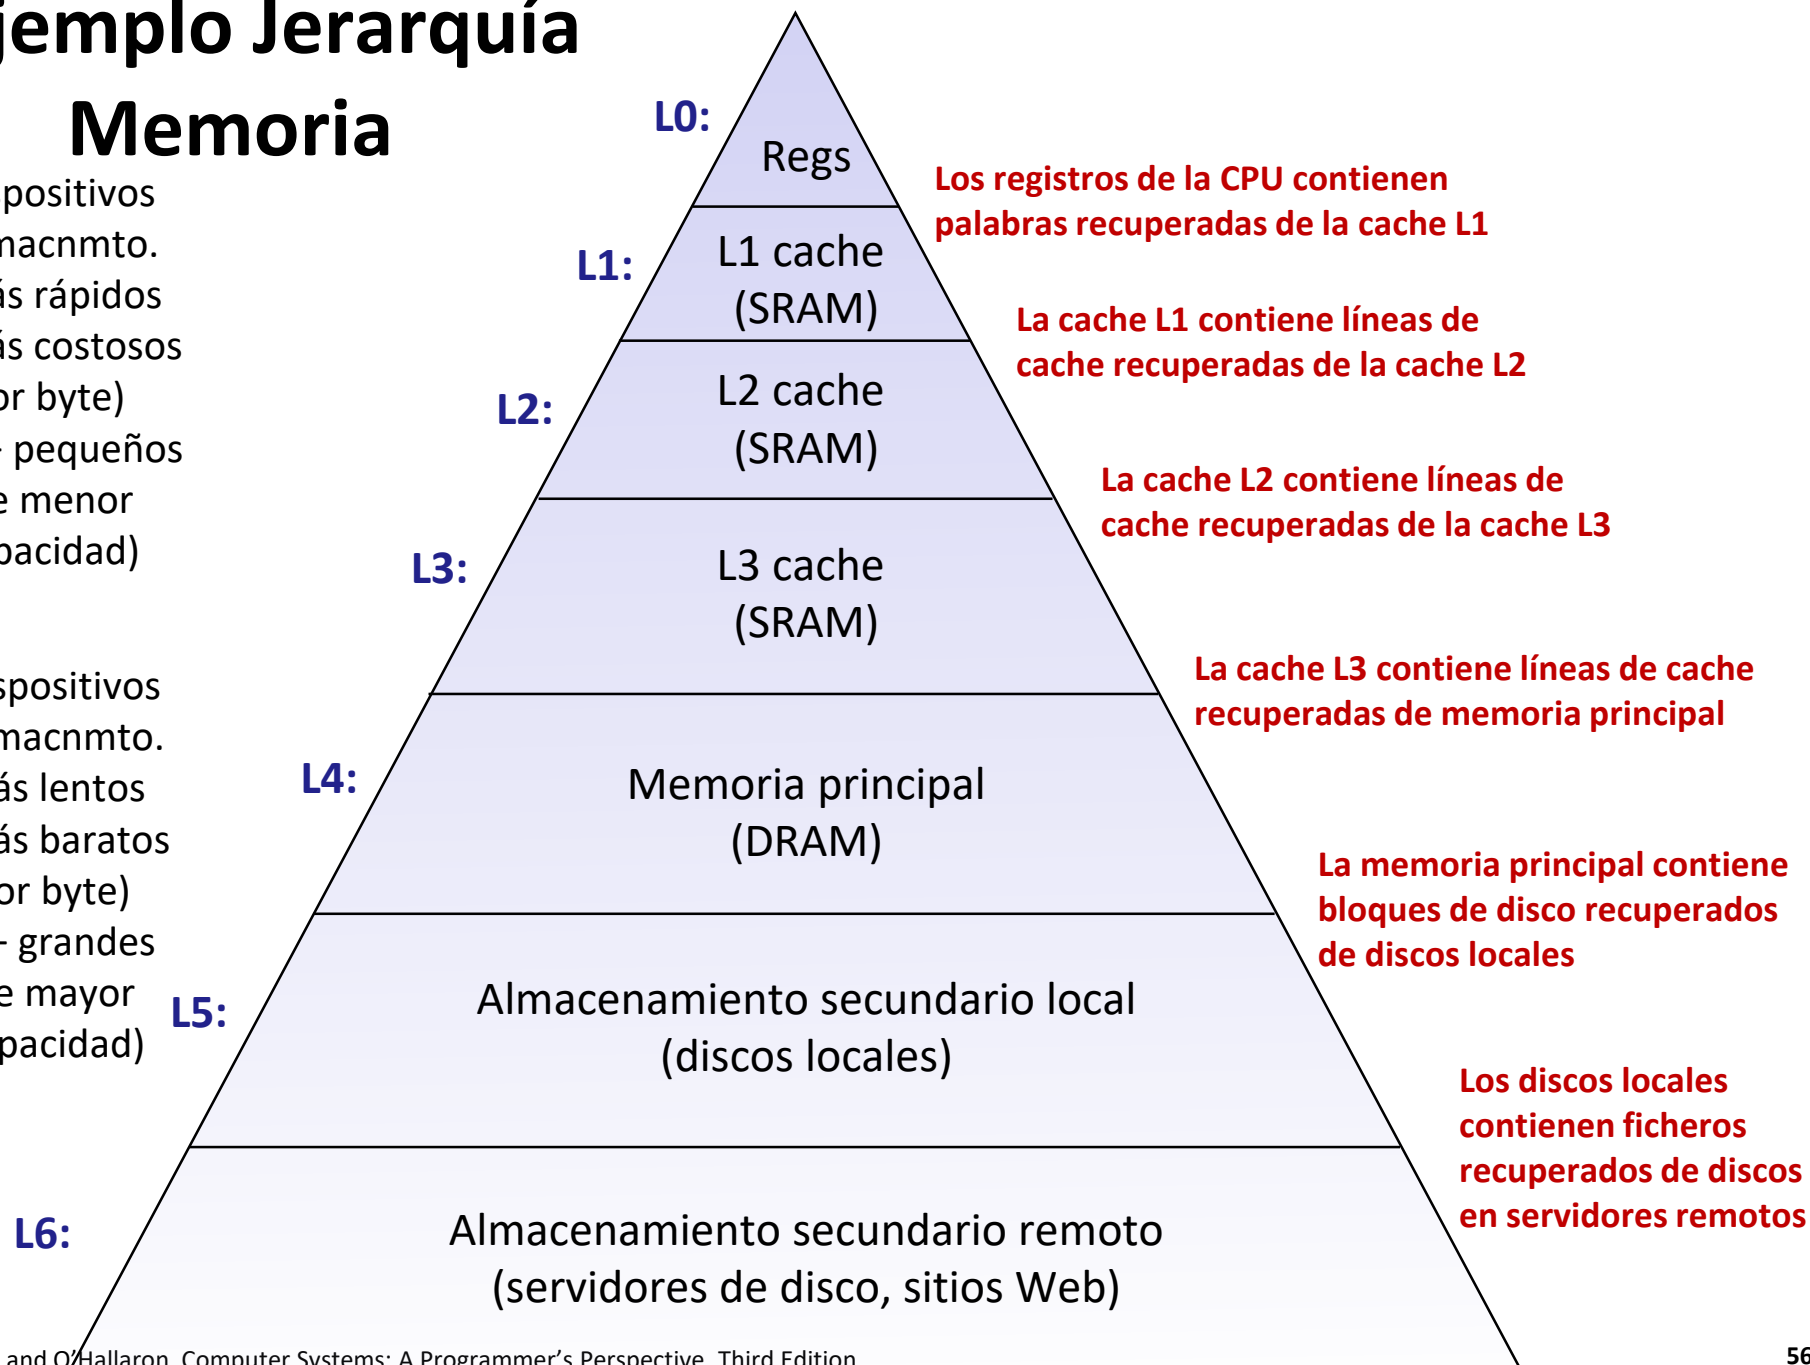 jemplo Jerarquía
Memoria
positivos
macnmto.
ás rápidos
ás costosos
or byte)
+ pequeños
e menor
pacidad)
spositivos
macnmto.
ás lentos
ás baratos
or byte)
+ grandes
e mayor
pacidad)
L0:
Regs
L1:
L1 cache
(SRAM)
L2:
L2 cache
(SRAM)
L3:
L3 cache
(SRAM)
L4:
Memoria principal
(DRAM)
L5:
Almacenamiento secundario local
(discos locales)
L6:
Almacenamiento secundario remoto
(servidores de disco, sitios Web)
Los registros de la CPU contienen
palabras recuperadas de la cache L1
La cache L1 contiene líneas de
cache recuperadas de la cache L2
La cache L2 contiene líneas de
cache recuperadas de la cache L3
La cache L3 contiene líneas de cache
recuperadas de memoria principal
La memoria principal contiene
bloques de disco recuperados
de discos locales
Los discos locales
contienen ficheros
recuperados de discos
en servidores remotos
and O'Hallaron, Computer Systems: A Programmer's Perspective, Third Edition
56